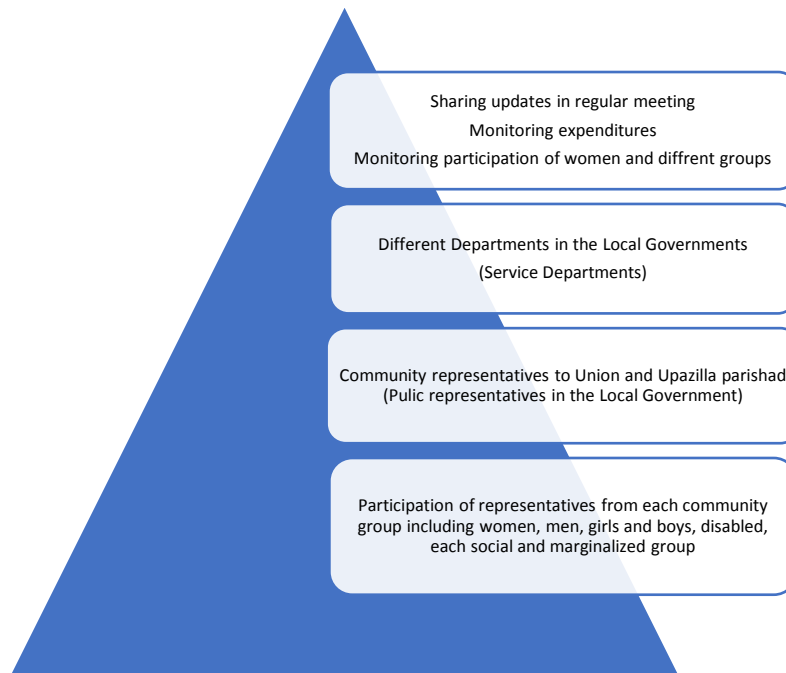 Sharing updates in regular meeting
Monitoring expenditures
Monitoring participation of women and diffrent groups
Different Departments in the Local Governments
(Service Departments)
Community representatives to Union and Upazilla parishad
(Pulic representatives in the Local Government)
Participation of representatives from each community
group including women, men, girls and boys, disabled,
each social and marginalized group